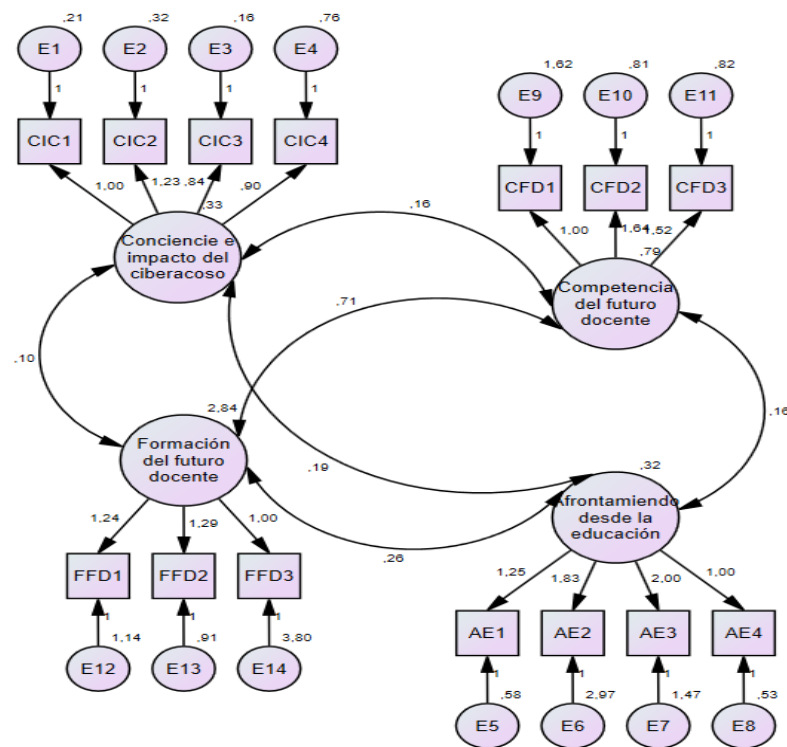 ,21 ,32 ,16 ,76
E1 E2 E3 E4
1 1 1 1
CIC1 CIC2 CIC3 CIC4
1,00 1,23 ,84 ,90
,33
Conciencie e
impacto del
ciberacoso
1,62 ,81 ,82
E9 E10 E11
1 1 1
CFD1 CFD2 CFD3
1,00 1,64 1,52
,79
Competencia
del futuro
docente
,16
,71
,10
,19
,26
,16
2,84
Formación
del futuro
docente
1,24 1,29 1,00
FFD1 FFD2 FFD3
1 1 1
1,14 ,91 3,80
E12 E13 E14
,32
Afrontamiendo
desde la
educación
1,25 1,83 2,00 1,00
AE1 AE2 AE3 AE4
1 1 1 1
,58 2,97 1,47 ,53
E5 E6 E7 E8